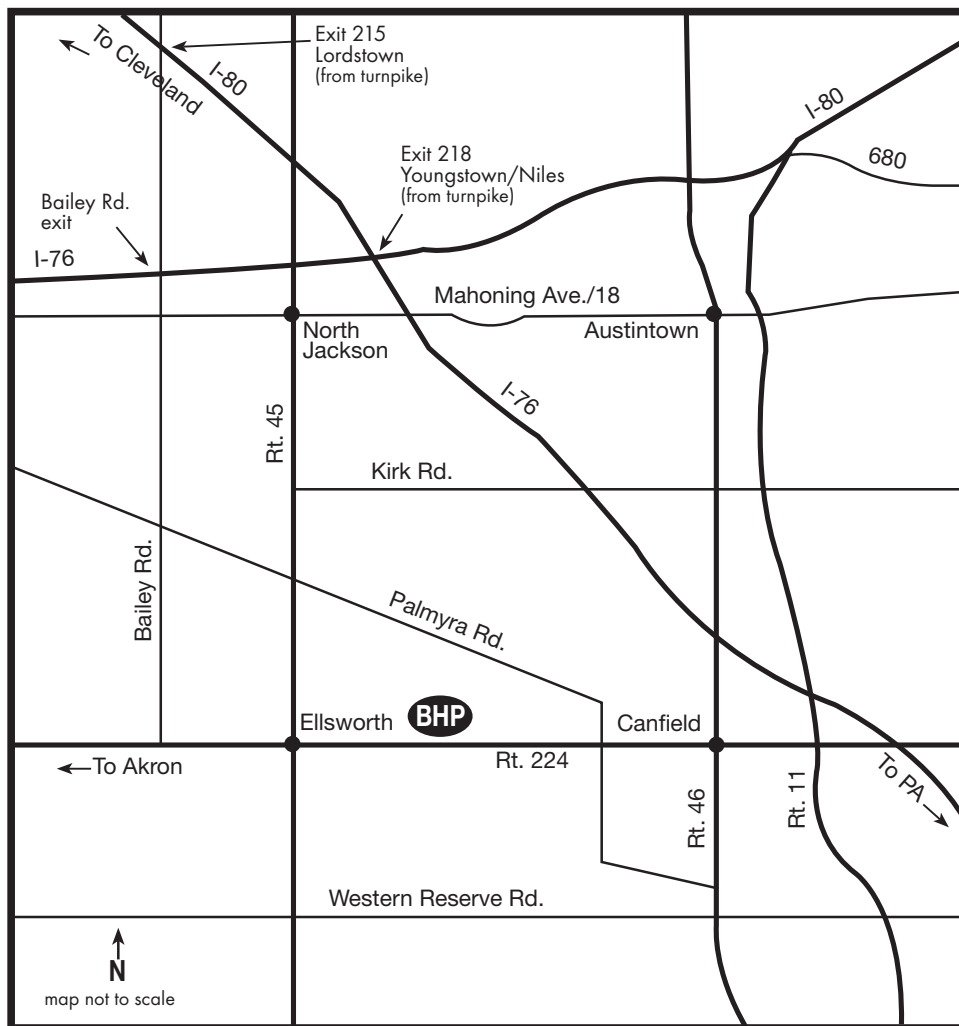 To Cleveland
I-80
Exit 215
Lordstown
(from turnpike)
I-80
680
Exit 218
Youngstown/Niles
(from turnpike)
Bailey Rd.
exit
I-76
Mahoning Ave./18
North
Jackson
Austintown
I-76
Rt. 45
Kirk Rd.
Bailey Rd.
Palmyra Rd.
Ellsworth
BHP
Canfield
To Akron
Rt. 224
To PA
Rt. 46
Rt. 11
Western Reserve Rd.
N
map not to scale